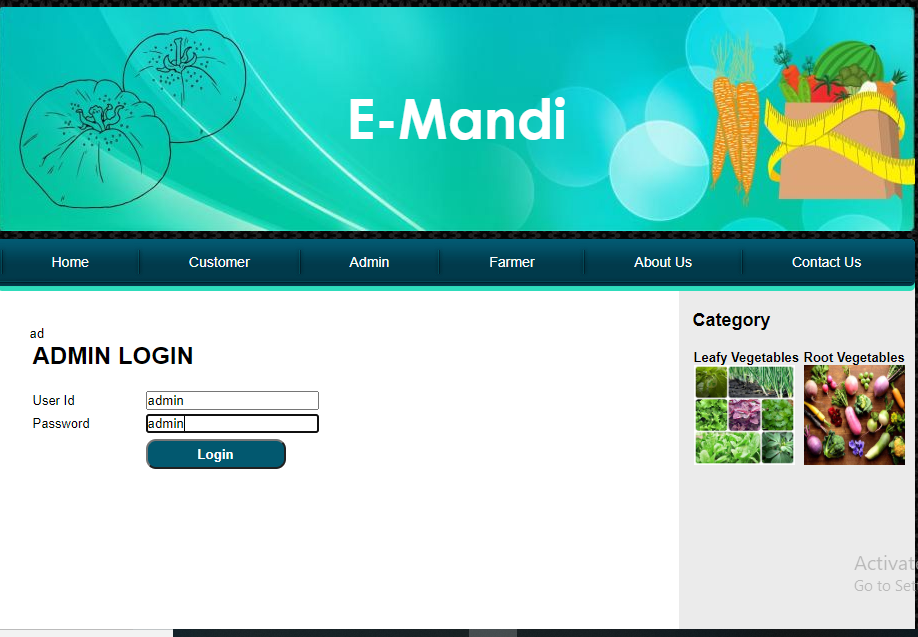 E-Mandi
Home Customer Admin Farmer About Us Contact Us
ad
ADMIN LOGIN
User Id admin
Password admin
Login
Category
Leafy Vegetables Root Vegetables
Activat
Go to Set